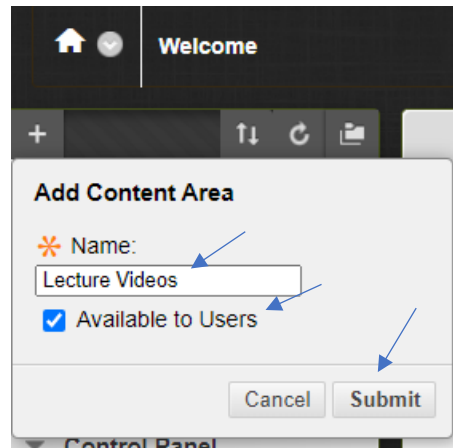 Welcome
Add Content Area
Name:
Lecture Videos
Available to Users
Cancel Submit
Control Panel